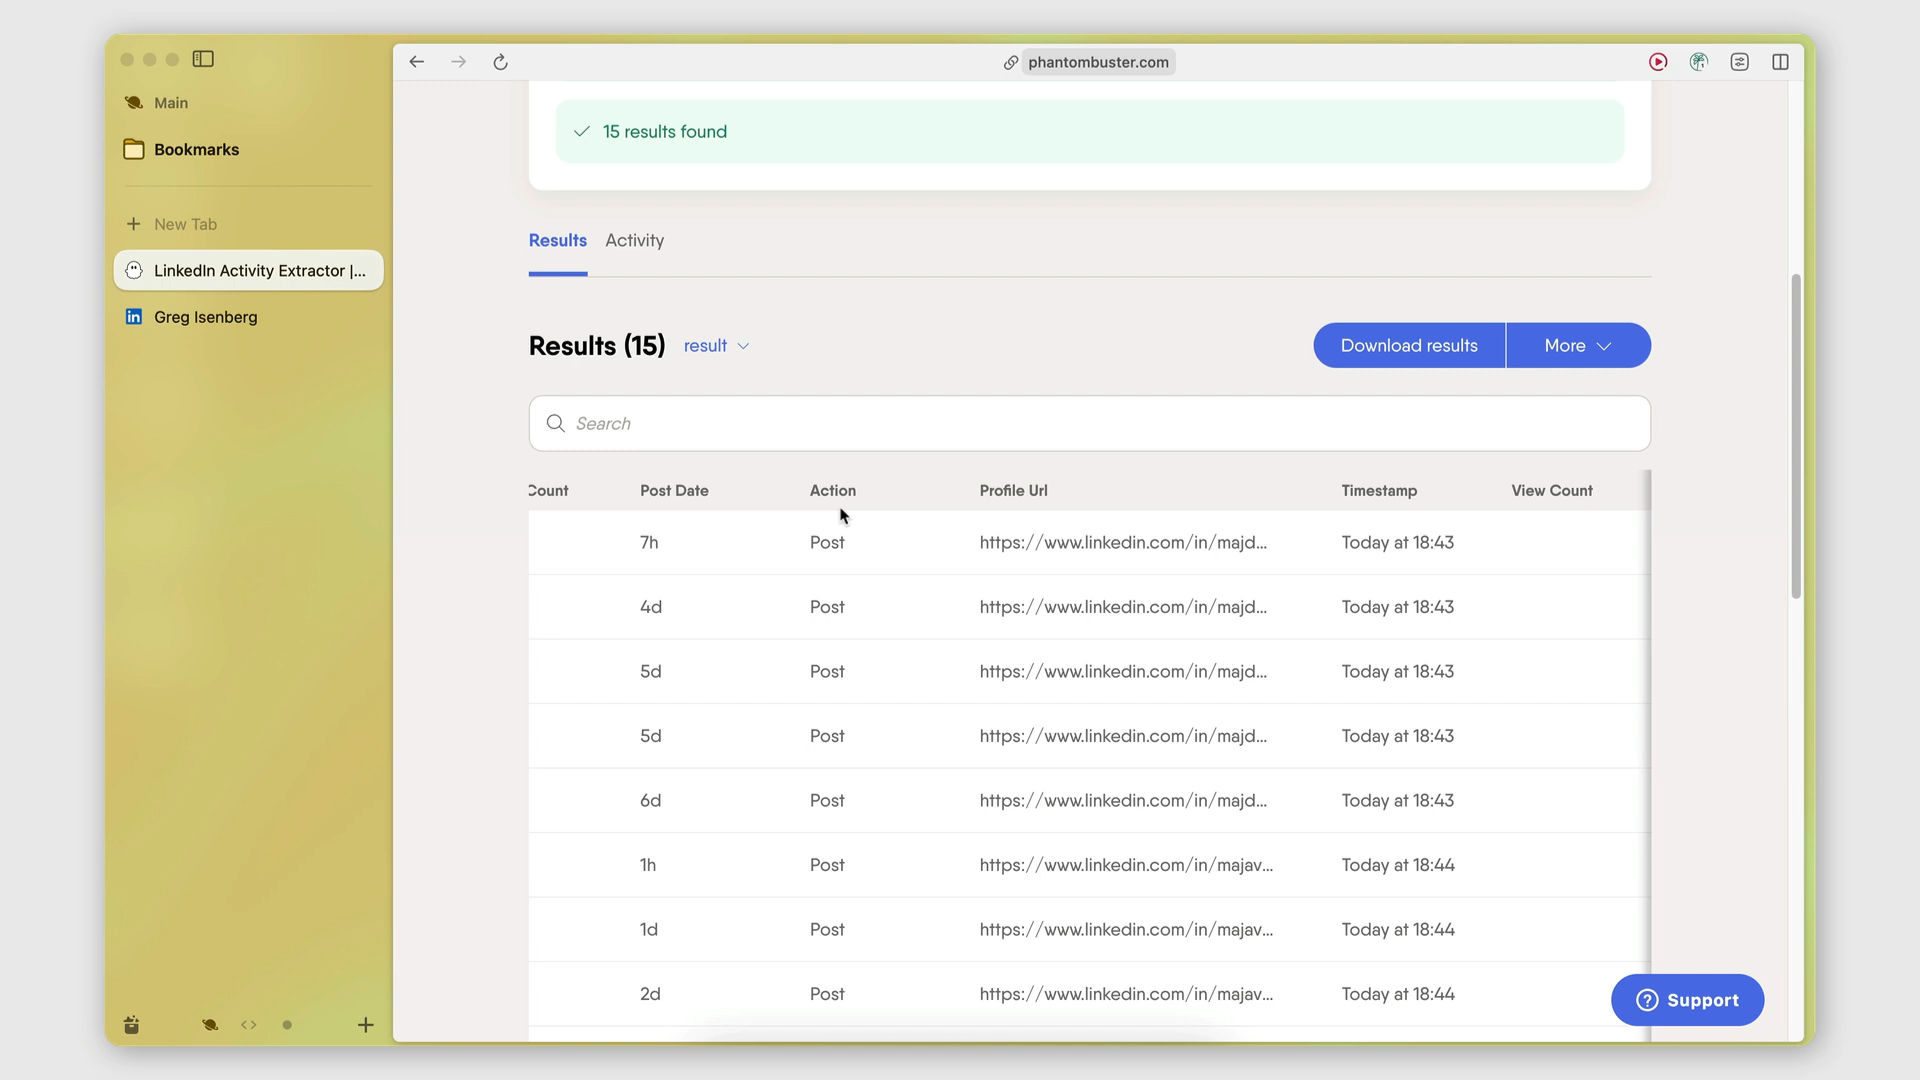 Main
Bookmarks
New Tab
LinkedIn Activity Extractor |...
Greg Isenberg
phantombuster.com
15 results found
Results Activity
Results (15) result
Download results More
Search
Count Post Date Action Profile Url Timestamp View Count
7h Post https://www.linkedin.com/in/majd... Today at 18:43
4d Post https://www.linkedin.com/in/majd... Today at 18:43
5d Post https://www.linkedin.com/in/majd... Today at 18:43
5d Post https://www.linkedin.com/in/majd... Today at 18:43
6d Post https://www.linkedin.com/in/majd... Today at 18:43
1h Post https://www.linkedin.com/in/majav... Today at 18:44
1d Post https://www.linkedin.com/in/majav... Today at 18:44
2d Post https://www.linkedin.com/in/majav... Today at 18:44
Support